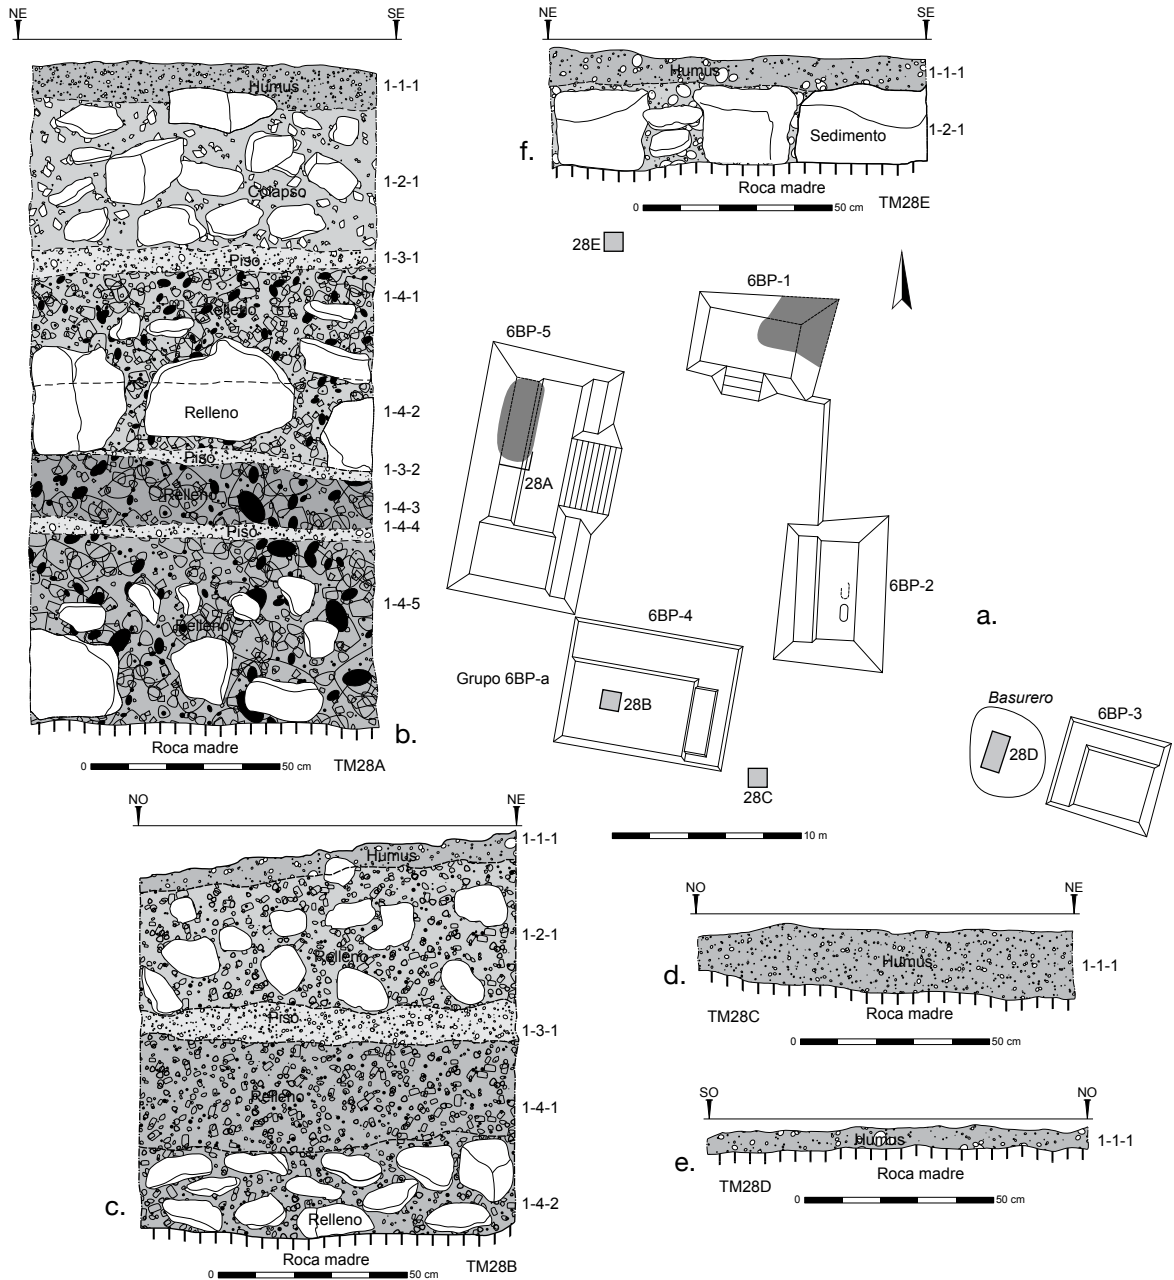 NE SE
Humus 1-1-1
Colapso 1-2-1
Piso 1-3-1
Relleno 1-4-1
Relleno 1-4-2
Piso 1-3-2
Relleno 1-4-3
Piso 1-4-4
Relleno 1-4-5
b.
Roca madre
0 50 cm TM28A
NE SE
Humus 1-1-1
Sedimento 1-2-1
f.
Roca madre
0 50 cm TM28E
28E
6BP-1
6BP-5
28A
6BP-2
a.
6BP-4
Grupo 6BP-a
28B
Basurero
6BP-3
28D
28C
0 10 m
NO NE
Humus 1-1-1
Relleno 1-2-1
Piso 1-3-1
Relleno 1-4-1
Relleno 1-4-2
c.
Roca madre
0 50 cm TM28B
NO NE
Humus 1-1-1
d.
TM28C Roca madre
0 50 cm
SO NO
Humus 1-1-1
e.
TM28D Roca madre
0 50 cm